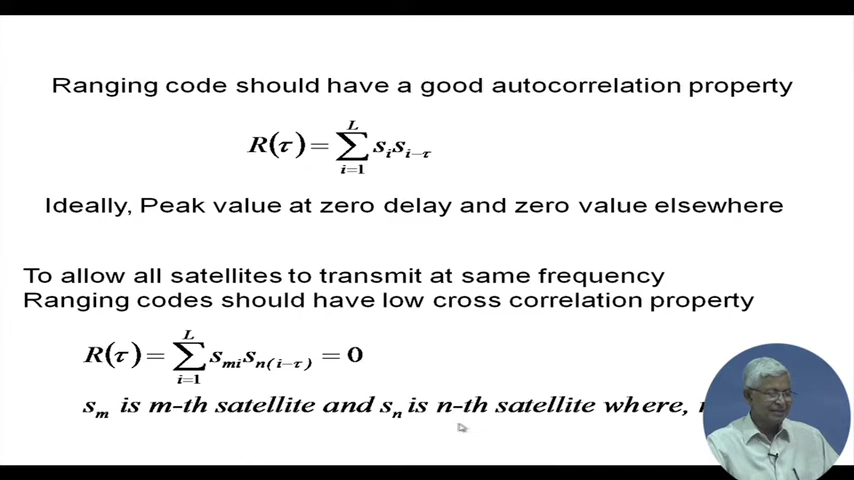 Ranging code should have a good autocorrelation property
R(τ) = ∑_{i=1}^{L} s_i s_{i−τ}
Ideally, Peak value at zero delay and zero value elsewhere
To allow all satellites to transmit at same frequency
Ranging codes should have low cross correlation property
R(τ) = ∑_{i=1}^{L} s_{mi} s_{n(i−τ)} = 0
s_m is m-th satellite and s_n is n-th satellite where,